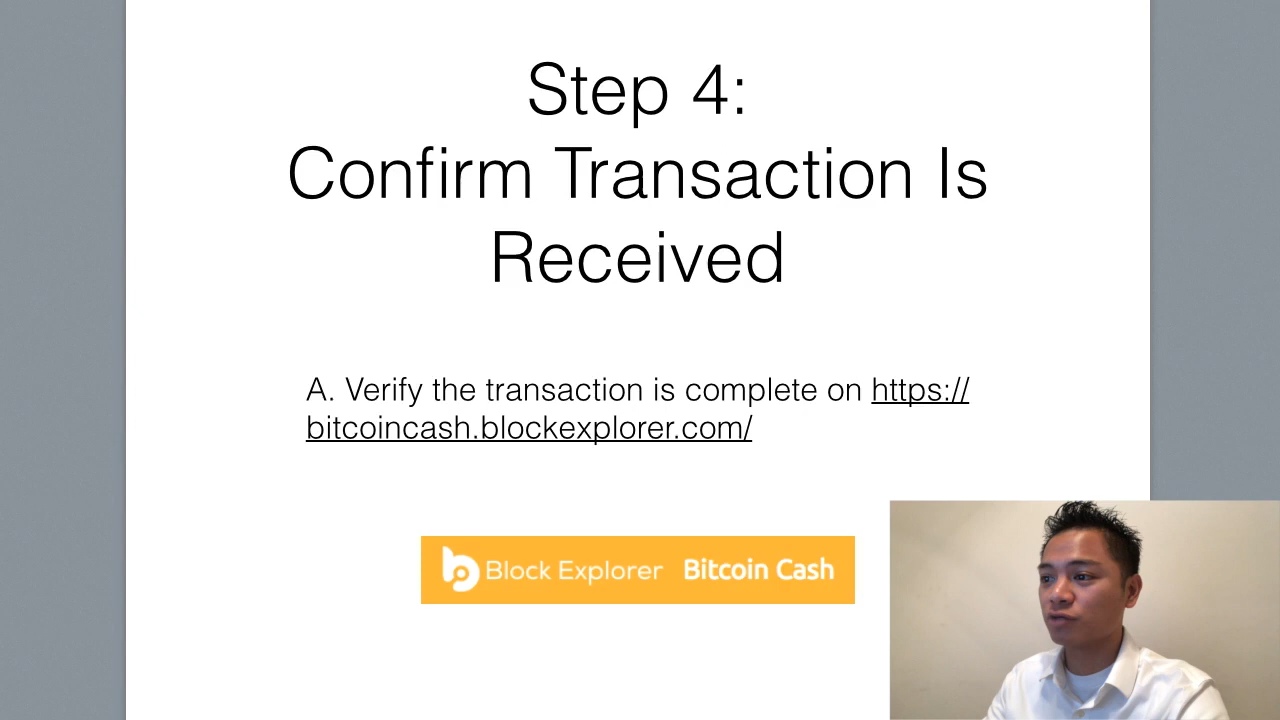 Step 4:
Confirm Transaction Is
Received
A. Verify the transaction is complete on https://
bitcoincash.blockexplorer.com/
Block Explorer Bitcoin Cash